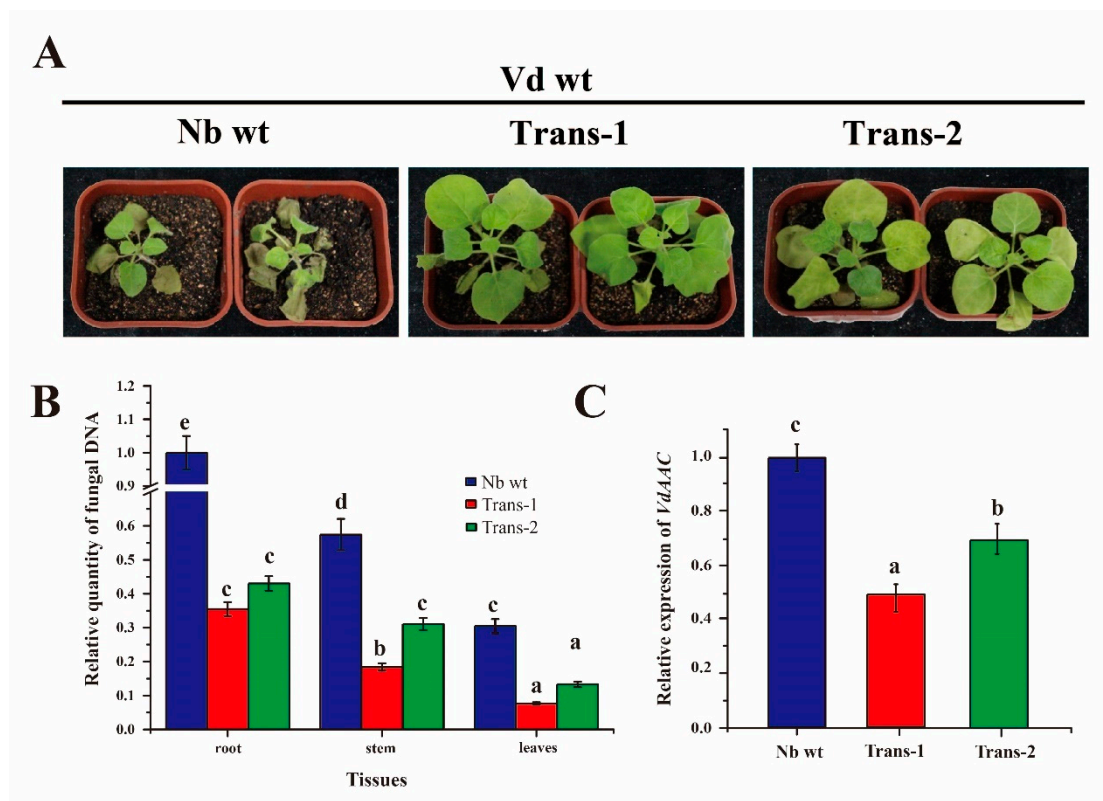 A
Vd wt
Nb wt Trans-1 Trans-2
B
Relative quantity of fungal DNA
1.2
1.1
1.0
0.9
0.6
0.5
0.4
0.3
0.2
0.1
0.0
e
c
c
d
b
c
c
a
a
Nb wt
Trans-1
Trans-2
root stem leaves
Tissues
C
Relative expression of VdAAC
1.0
0.8
0.6
0.4
0.2
0.0
c
a
b
Nb wt Trans-1 Trans-2